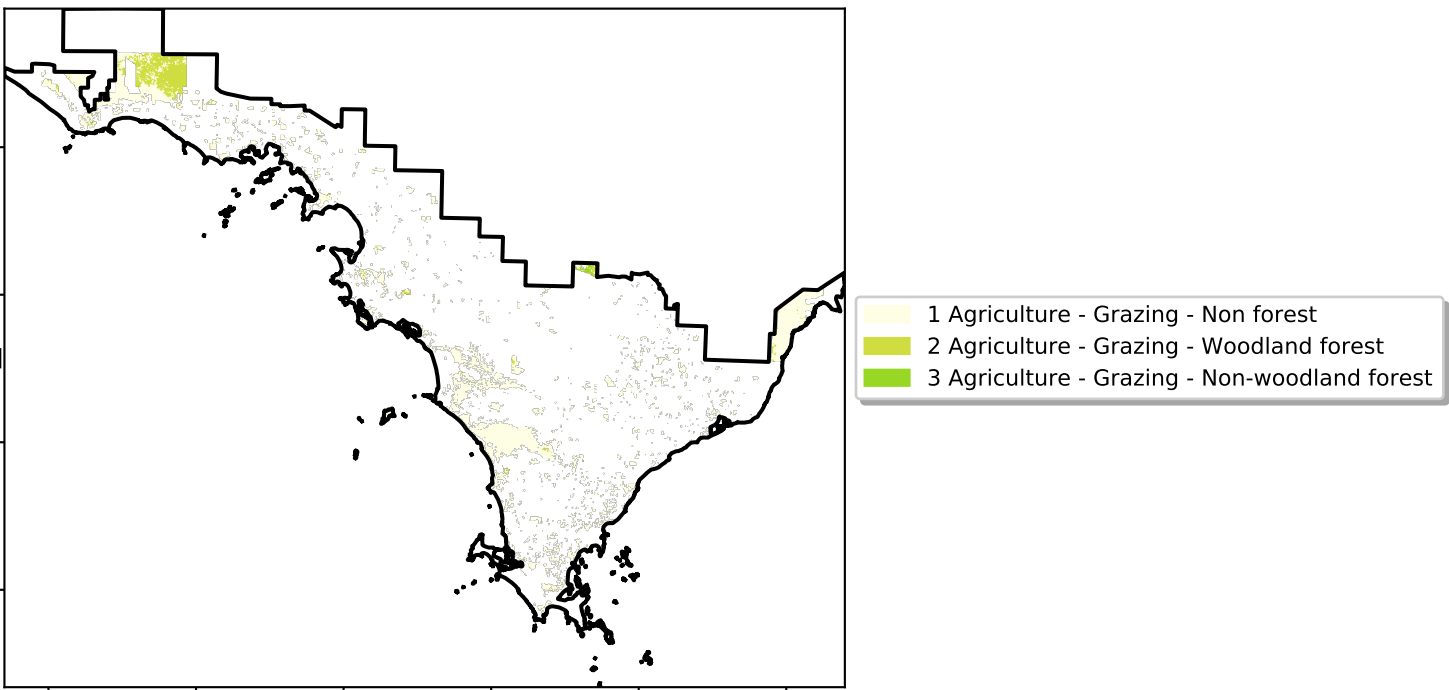 1 Agriculture - Grazing - Non forest
2 Agriculture - Grazing - Woodland forest
3 Agriculture - Grazing - Non-woodland forest